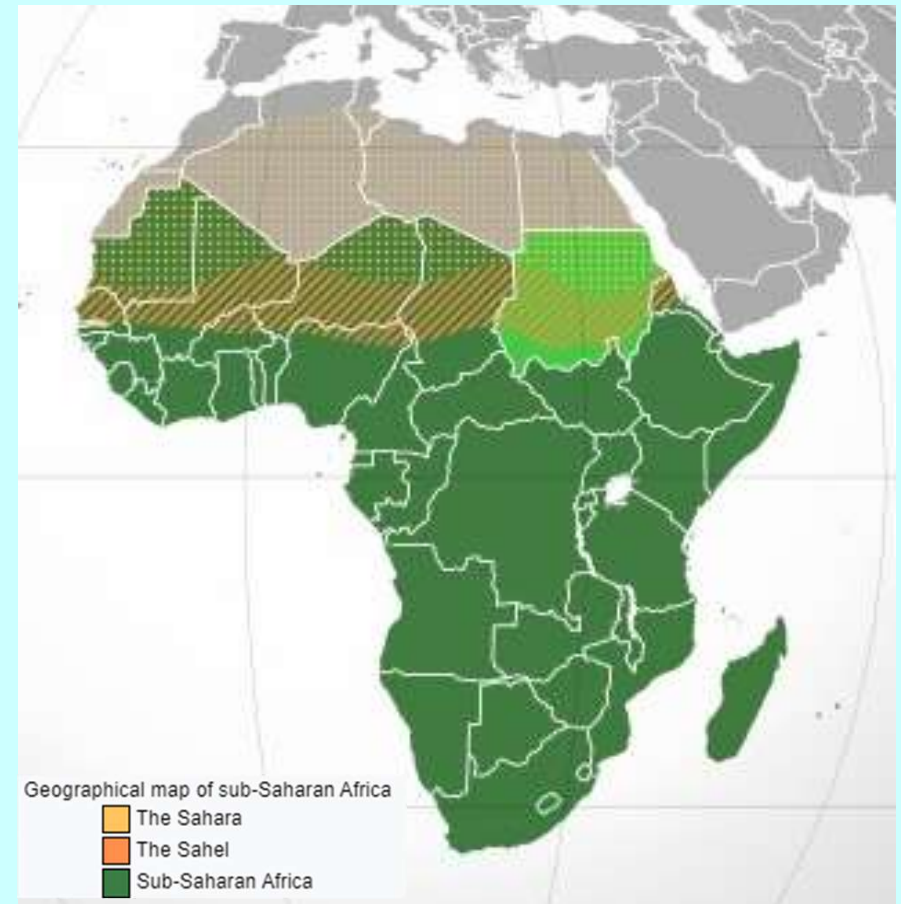 Geographical map of sub-Saharan Africa
The Sahara
The Sahel
Sub-Saharan Africa